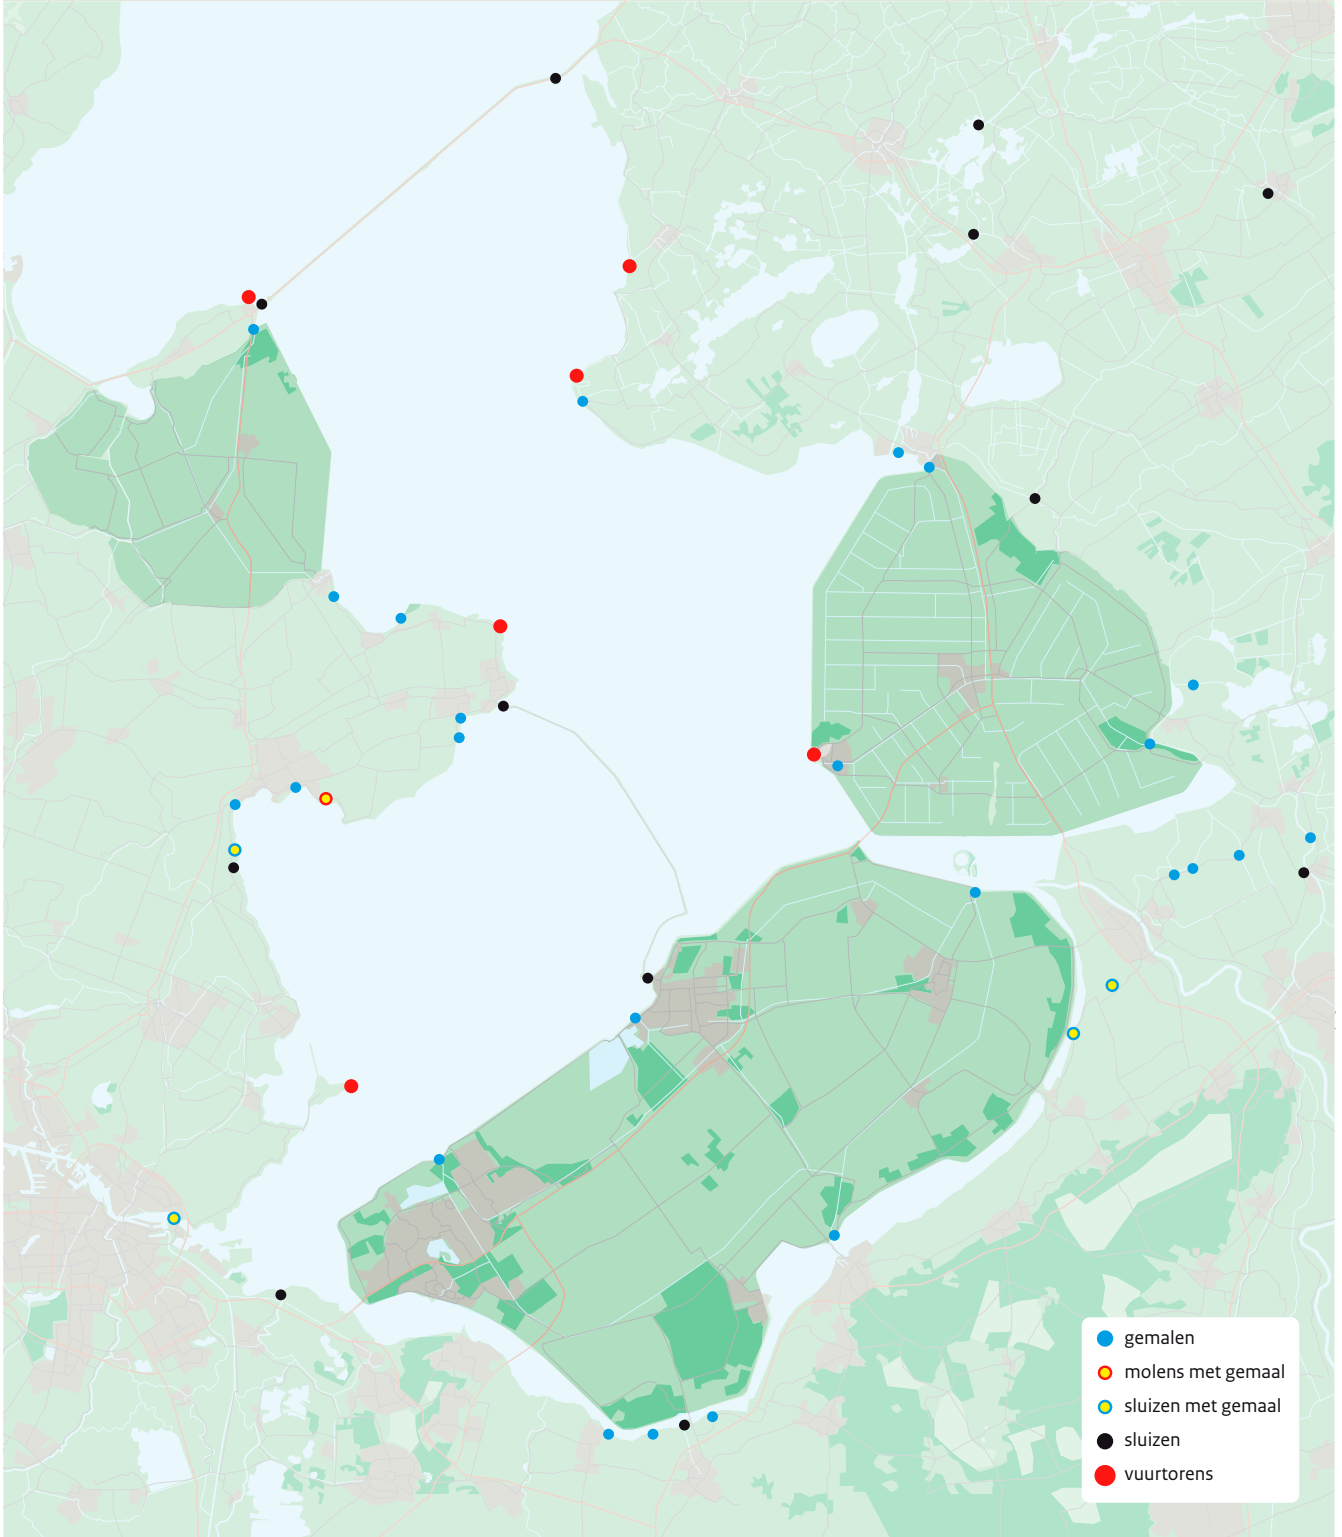 gemalen
molens met gemaal
sluizen met gemaal
sluizen
vuurtorens